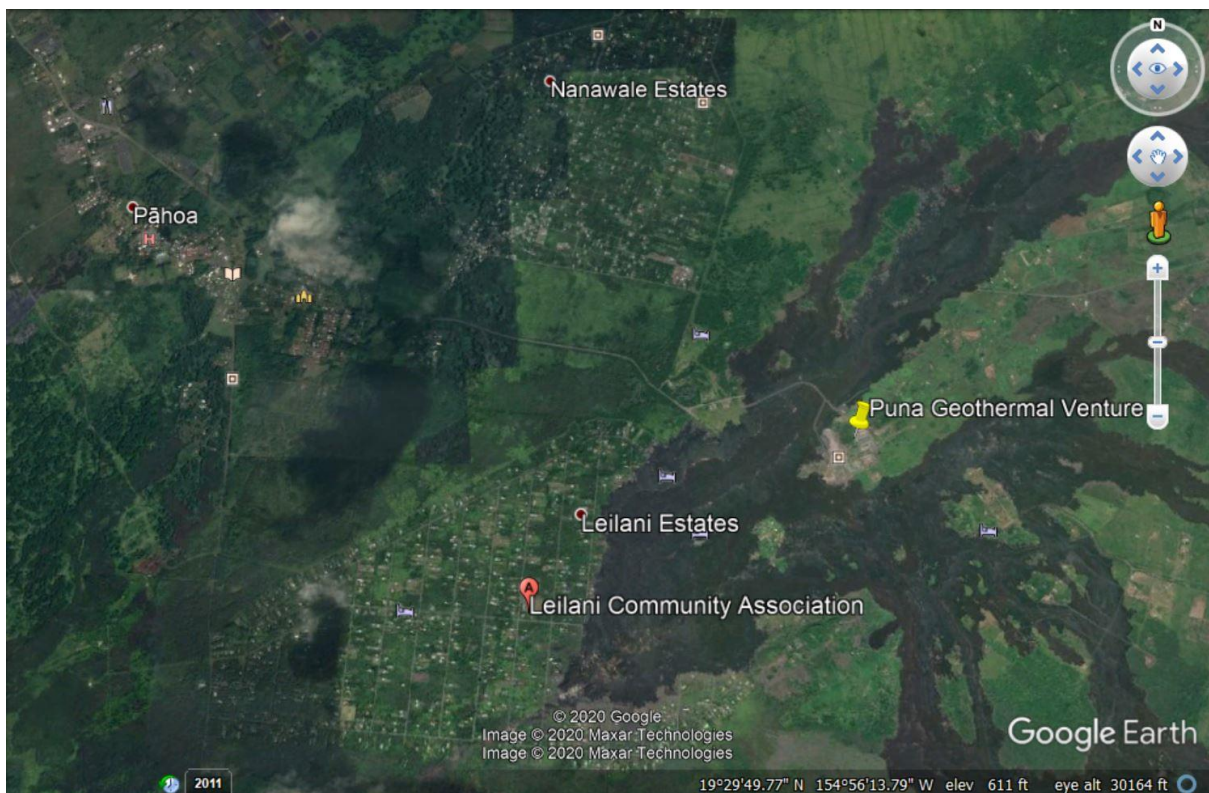 N
Nanawale Estates
Pāhoa
H
Puna Geothermal Venture
Leilani Estates
A
Leilani Community Association
© 2020 Google
Image © 2020 Maxar Technologies
Image © 2020 Maxar Technologies
Google Earth
2011
19°29'49.77" N 154°56'13.79" W elev 611 ft eye alt 30164 ft